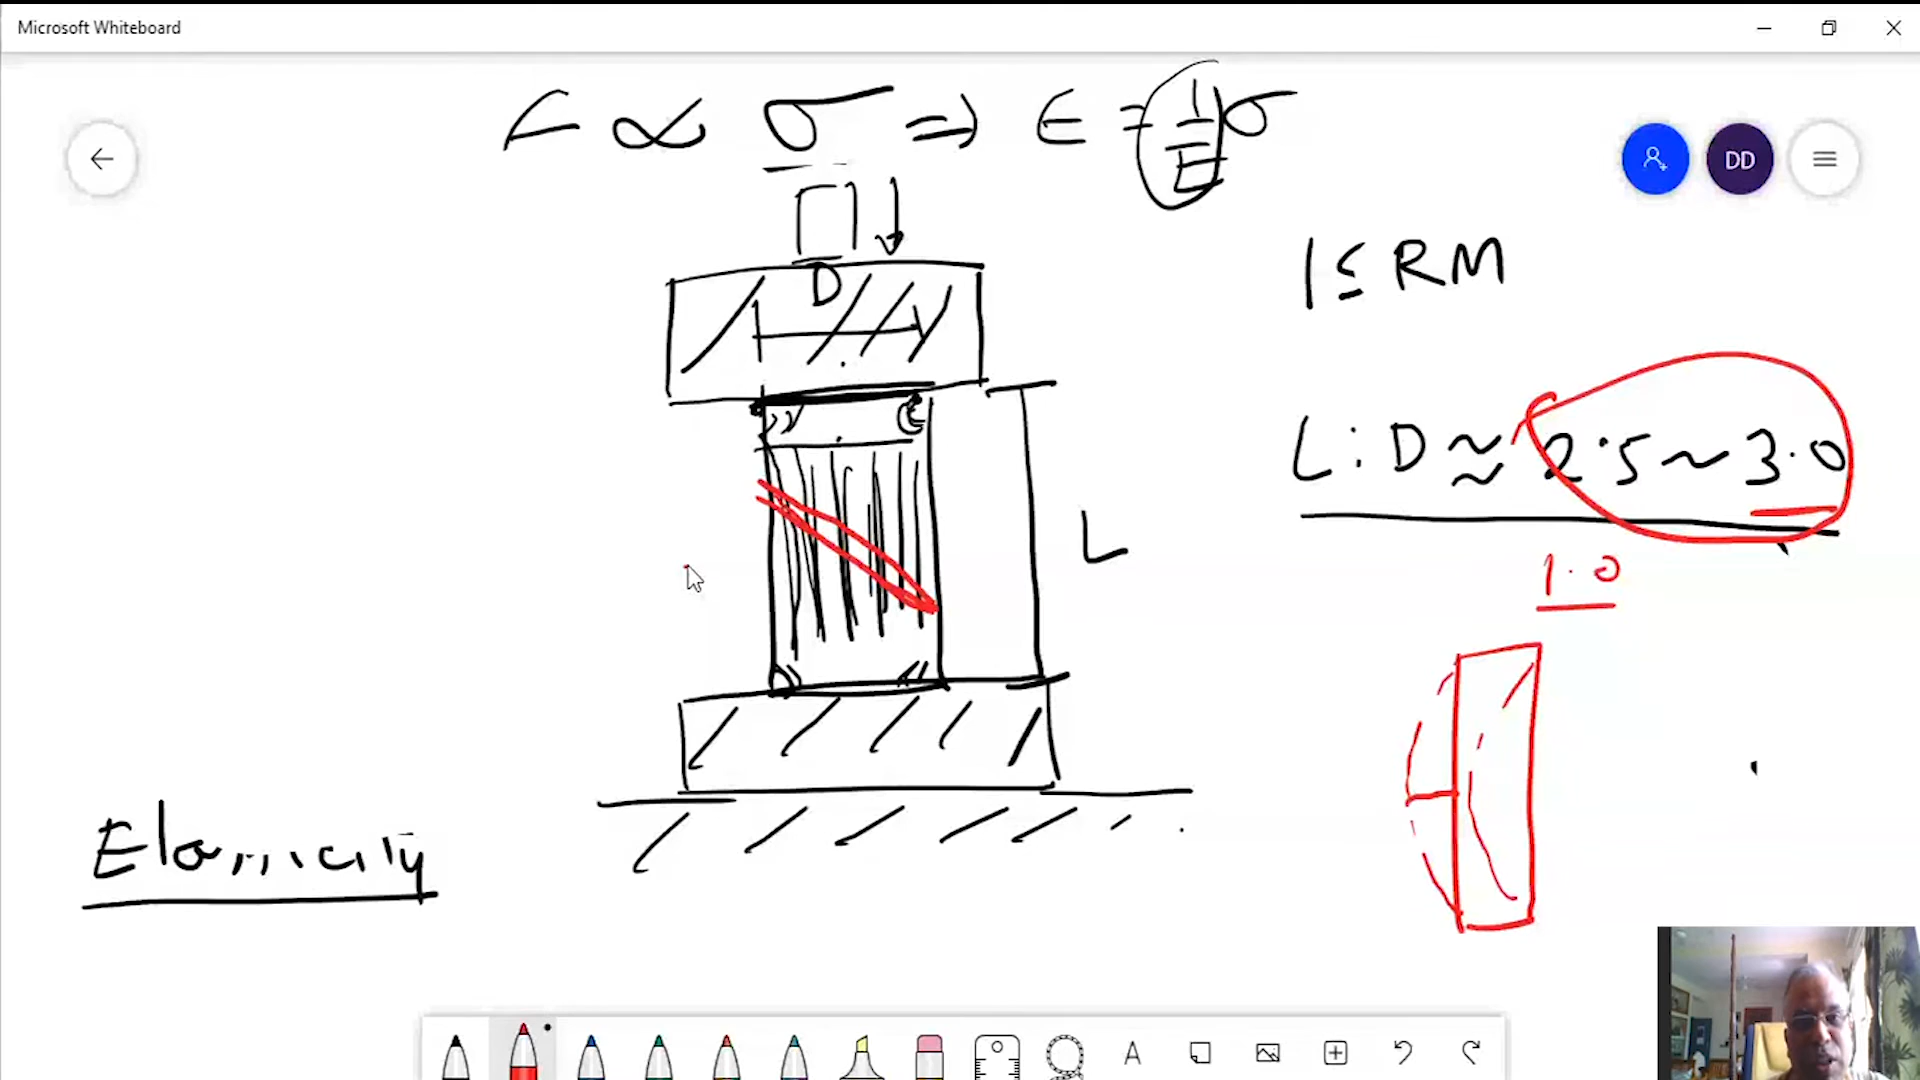 Microsoft Whiteboard
∈ ∝ σ ⇒ ∈ = 1/E σ
DD
D
ISRM
L : D ≈ 2.5 ~ 3.0
1.0
L
Elasticity
A